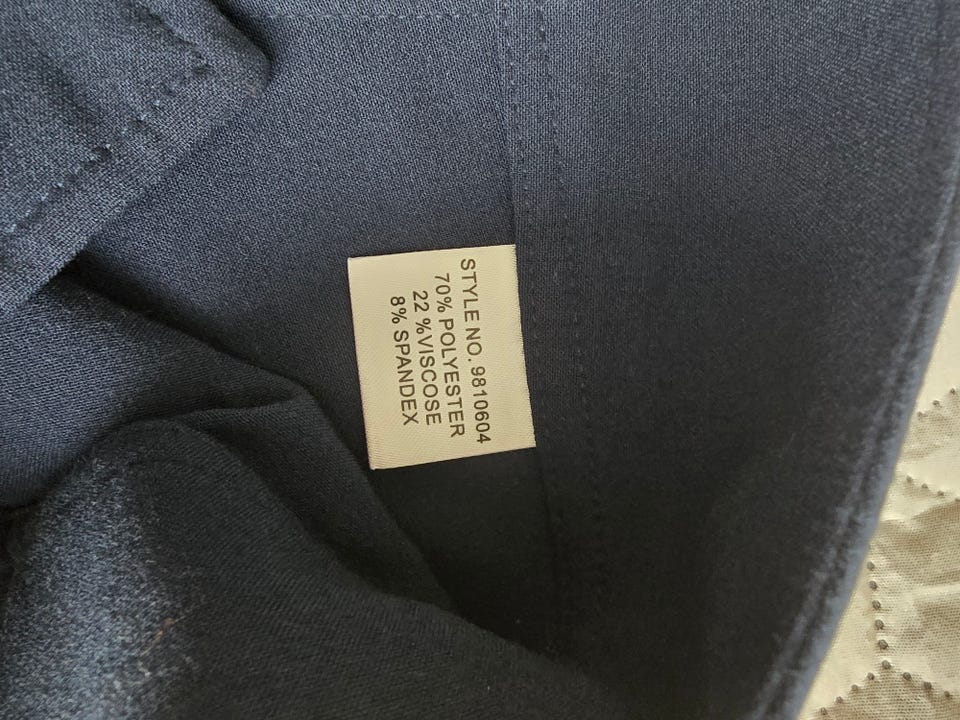 STYLE NO. 9810604
70% POLYESTER
22 %VISCOSE
8% SPANDEX